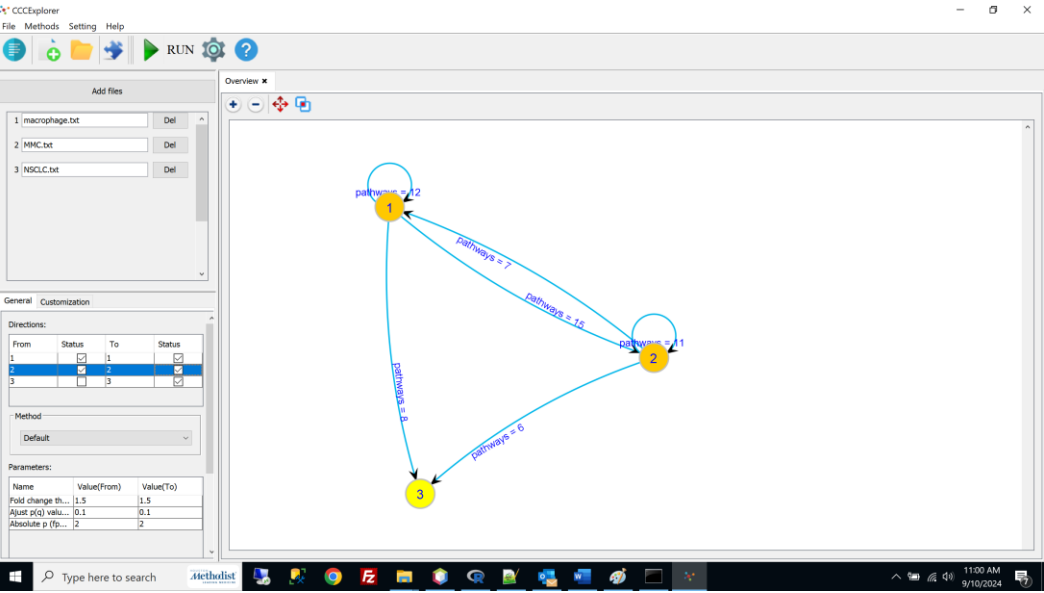 CCCExplorer
File Methods Setting Help
RUN
Add files
1 macrophage.txt Del
2 MMC.txt Del
3 NSCLC.txt Del
General Customization
Directions:
From Status To Status
1 1
2 2
3 3
Method
Default
Parameters:
Name Value(From) Value(To)
Fold change th... 1.5 1.5
Ajust p(q) valu... 0.1 0.1
Absolute p (fp... 2 2
Overview
pathways = 12
1
pathways = 7
pathways = 15
pathways = 11
2
pathways = 8
pathways = 6
3
Type here to search
Methodist
11:00 AM
9/10/2024